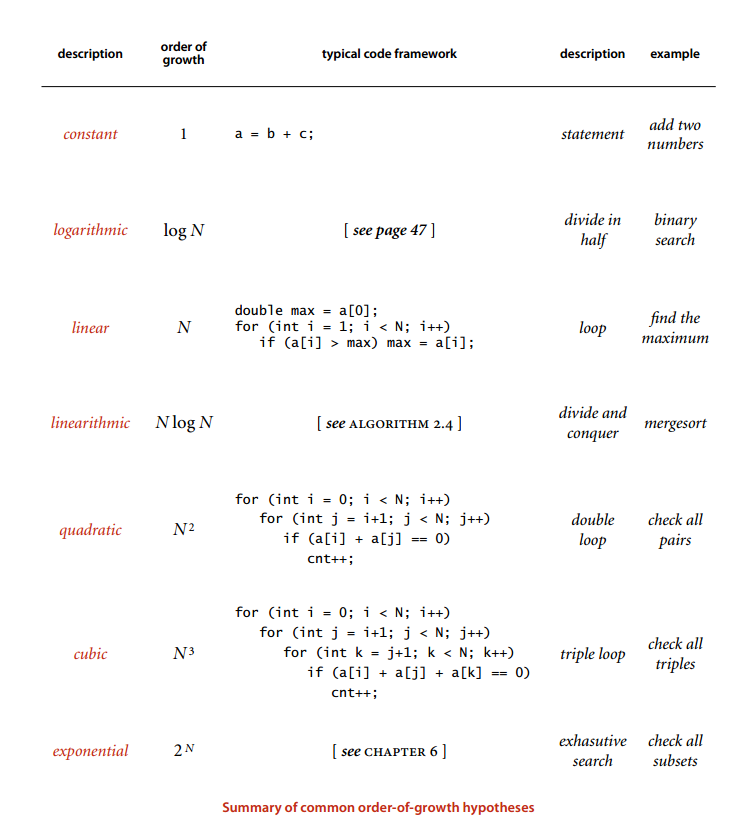 description order of growth typical code framework description example
constant 1 a = b + c; statement add two numbers
logarithmic log N [ see page 47 ] divide in half binary search
linear N
double max = a[0];
for (int i = 1; i < N; i++)
if (a[i] > max) max = a[i];
loop find the maximum
linearithmic N log N [ see ALGORITHM 2.4 ] divide and conquer mergesort
quadratic N²
for (int i = 0; i < N; i++)
for (int j = i+1; j < N; j++)
if (a[i] + a[j] == 0)
cnt++;
double loop check all pairs
cubic N³
for (int i = 0; i < N; i++)
for (int j = i+1; j < N; j++)
for (int k = j+1; k < N; k++)
if (a[i] + a[j] + a[k] == 0)
cnt++;
triple loop check all triples
exponential 2ᴺ [ see CHAPTER 6 ] exhasutive search check all subsets
Summary of common order-of-growth hypotheses